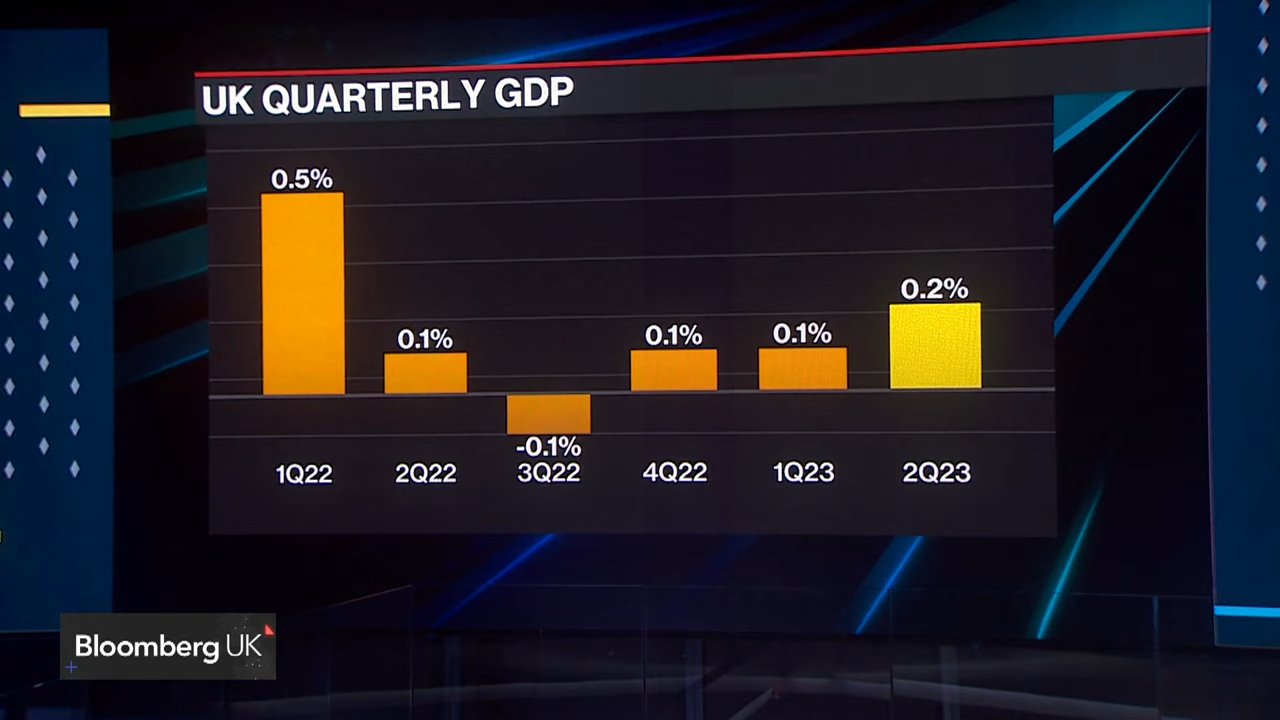 UK QUARTERLY GDP
0.5%
0.1%
-0.1%
0.1%
0.1%
0.2%
1Q22
2Q22
3Q22
4Q22
1Q23
2Q23
Bloomberg UK